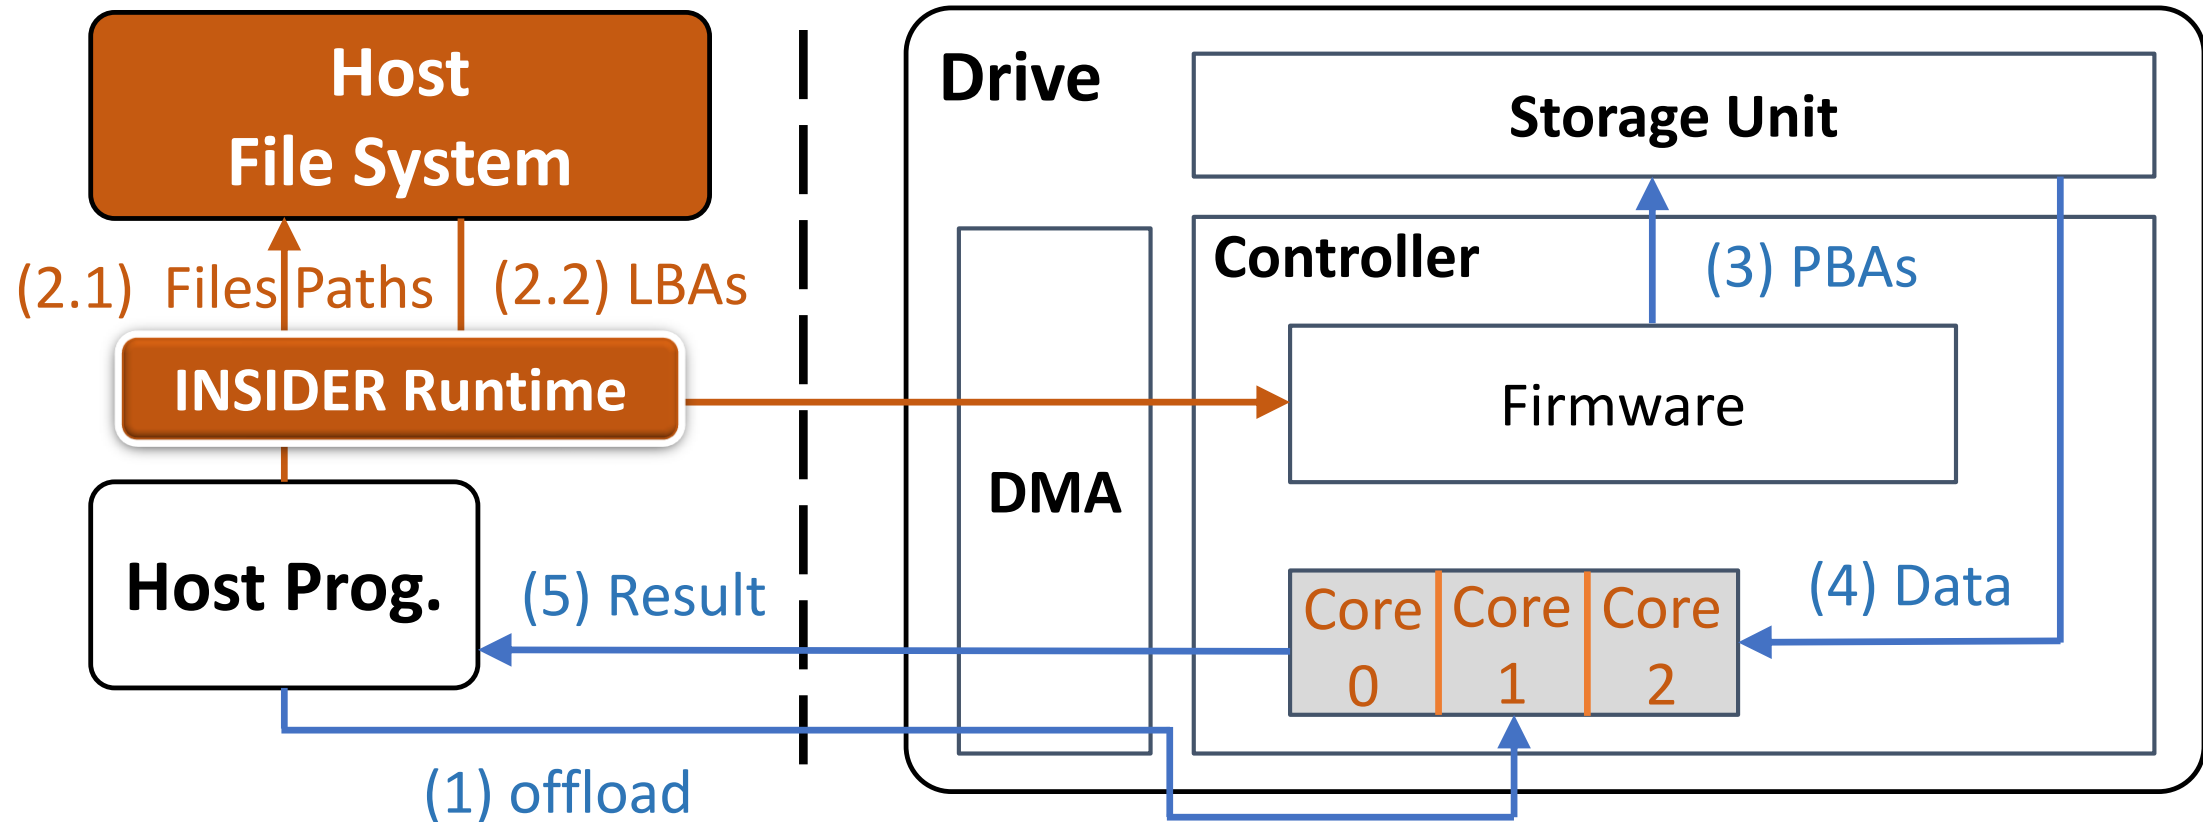 Host
File System
(2.1) Files Paths
(2.2) LBAs
INSIDER Runtime
Host Prog.
(5) Result
(1) offload
Drive
Storage Unit
Controller
(3) PBAs
Firmware
DMA
(4) Data
Core
0
Core
1
Core
2